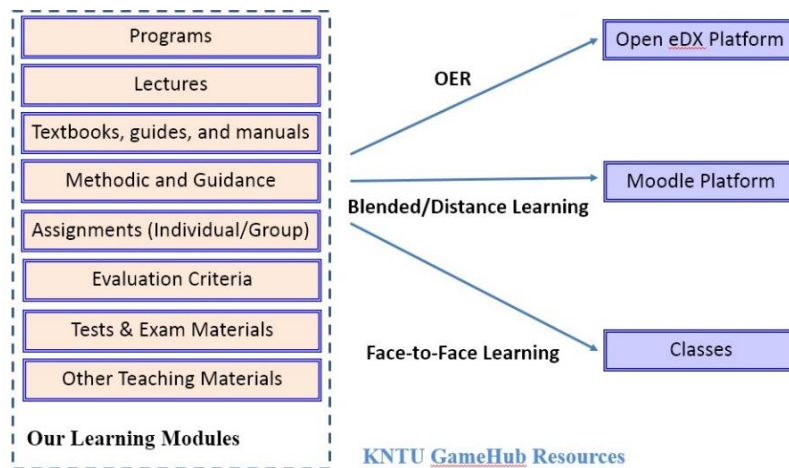 Programs
Lectures
Textbooks, guides, and manuals
Methodic and Guidance
Assignments (Individual/Group)
Evaluation Criteria
Tests & Exam Materials
Other Teaching Materials
Our Learning Modules
OER
Blended/Distance Learning
Face-to-Face Learning
Open eDX Platform
Moodle Platform
Classes
KNTU GameHub Resources